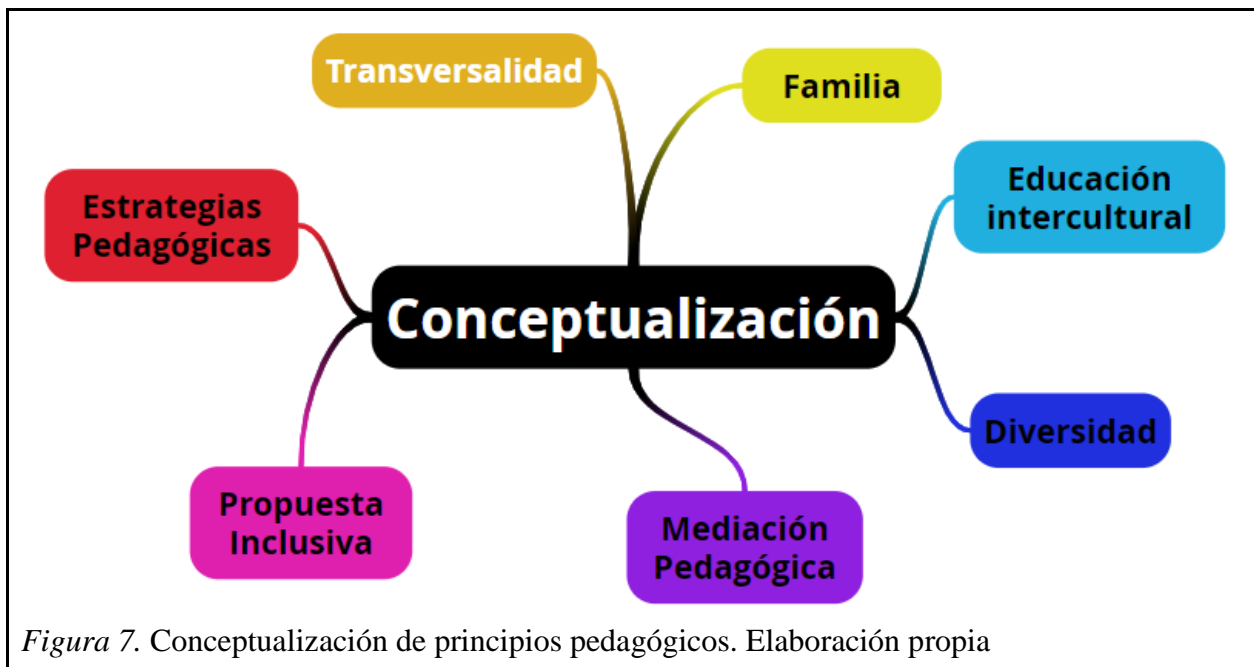 Transversalidad
Familia
Educación
intercultural
Estrategias
Pedagógicas
Conceptualización
Diversidad
Propuesta
Inclusiva
Mediación
Pedagógica
Figura 7. Conceptualización de principios pedagógicos. Elaboración propia